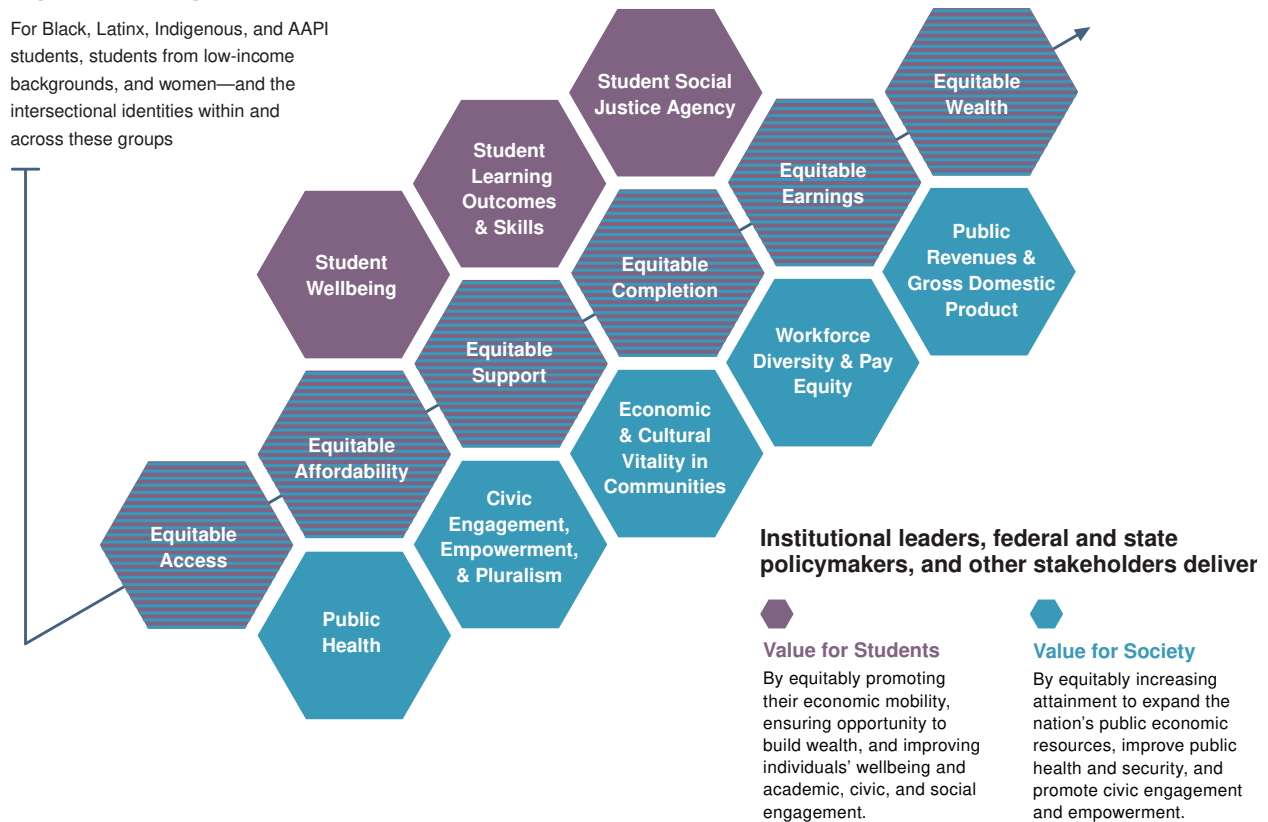 For Black, Latinx, Indigenous, and AAPI
students, students from low-income
backgrounds, and women—and the
intersectional identities within and
across these groups
Student Social
Justice Agency
Equitable
Wealth
Student
Learning
Outcomes
& Skills
Equitable
Earnings
Student
Wellbeing
Equitable
Completion
Public
Revenues &
Gross Domestic
Product
Equitable
Support
Workforce
Diversity & Pay
Equity
Equitable
Affordability
Economic
& Cultural
Vitality in
Communities
Equitable
Access
Civic
Engagement,
Empowerment,
& Pluralism
Public
Health
Institutional leaders, federal and state
policymakers, and other stakeholders deliver
Value for Students
By equitably promoting
their economic mobility,
ensuring opportunity to
build wealth, and improving
individuals’ wellbeing and
academic, civic, and social
engagement.
Value for Society
By equitably increasing
attainment to expand the
nation’s public economic
resources, improve public
health and security, and
promote civic engagement
and empowerment.